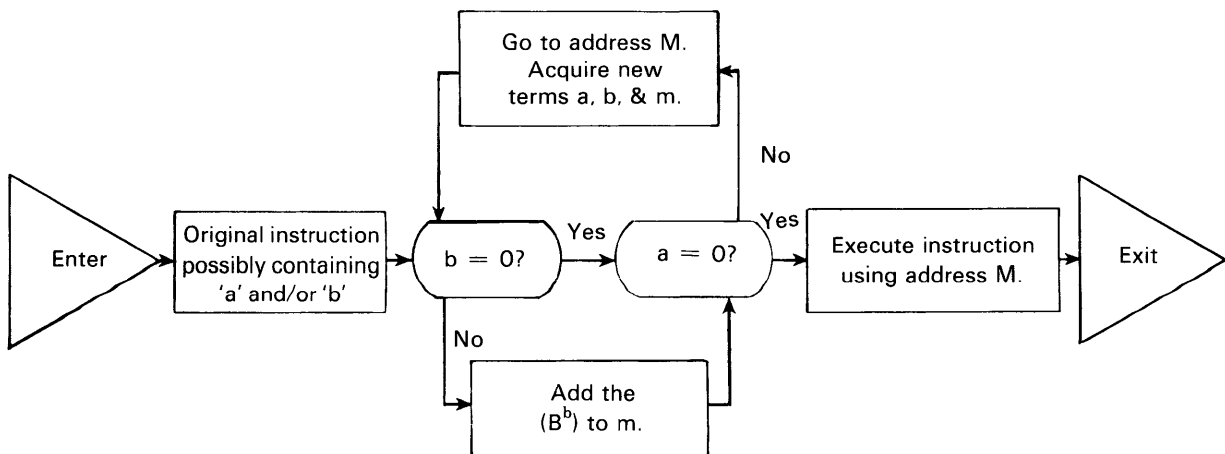 Go to address M.
Acquire new
terms a, b, & m.
No
Enter
Original instruction
possibly containing
'a' and/or 'b'
b = 0?
Yes
a = 0?
Yes
Execute instruction
using address M.
Exit
No
Add the
(Bᵇ) to m.